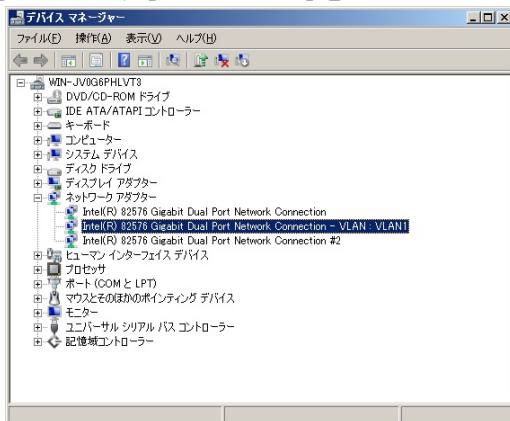 デバイス マネージャー
ファイル(F) 操作(A) 表示(V) ヘルプ(H)
WIN-JV0G6PHLVT3
DVD/CD-ROM ドライブ
IDE ATA/ATAPI コントローラー
キーボード
コンピューター
システム デバイス
ディスク ドライブ
ディスプレイ アダプター
ネットワーク アダプター
Intel(R) 82576 Gigabit Dual Port Network Connection
Intel(R) 82576 Gigabit Dual Port Network Connection - VLAN : VLAN1
Intel(R) 82576 Gigabit Dual Port Network Connection #2
ヒューマン インターフェイス デバイス
プロセッサ
ポート (COM と LPT)
マウスとそのほかのポインティング デバイス
モニター
ユニバーサル シリアル バス コントローラー
記憶域コントローラー